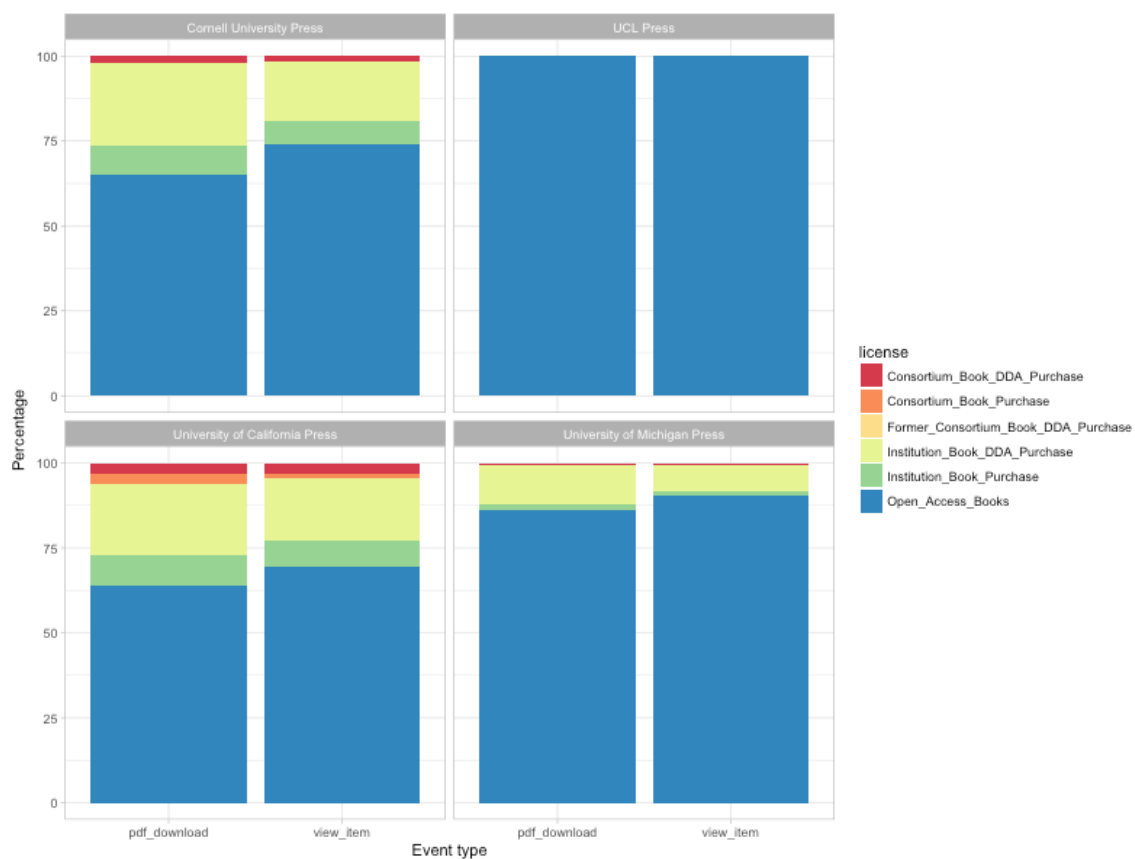 Cornell University Press
UCL Press
100
75
50
25
0
University of California Press
University of Michigan Press
100
75
50
25
0
Percentage
pdf_download
view_item
pdf_download
view_item
Event type
license
Consortium_Book_DDA_Purchase
Consortium_Book_Purchase
Former_Consortium_Book_DDA_Purchase
Institution_Book_DDA_Purchase
Institution_Book_Purchase
Open_Access_Books